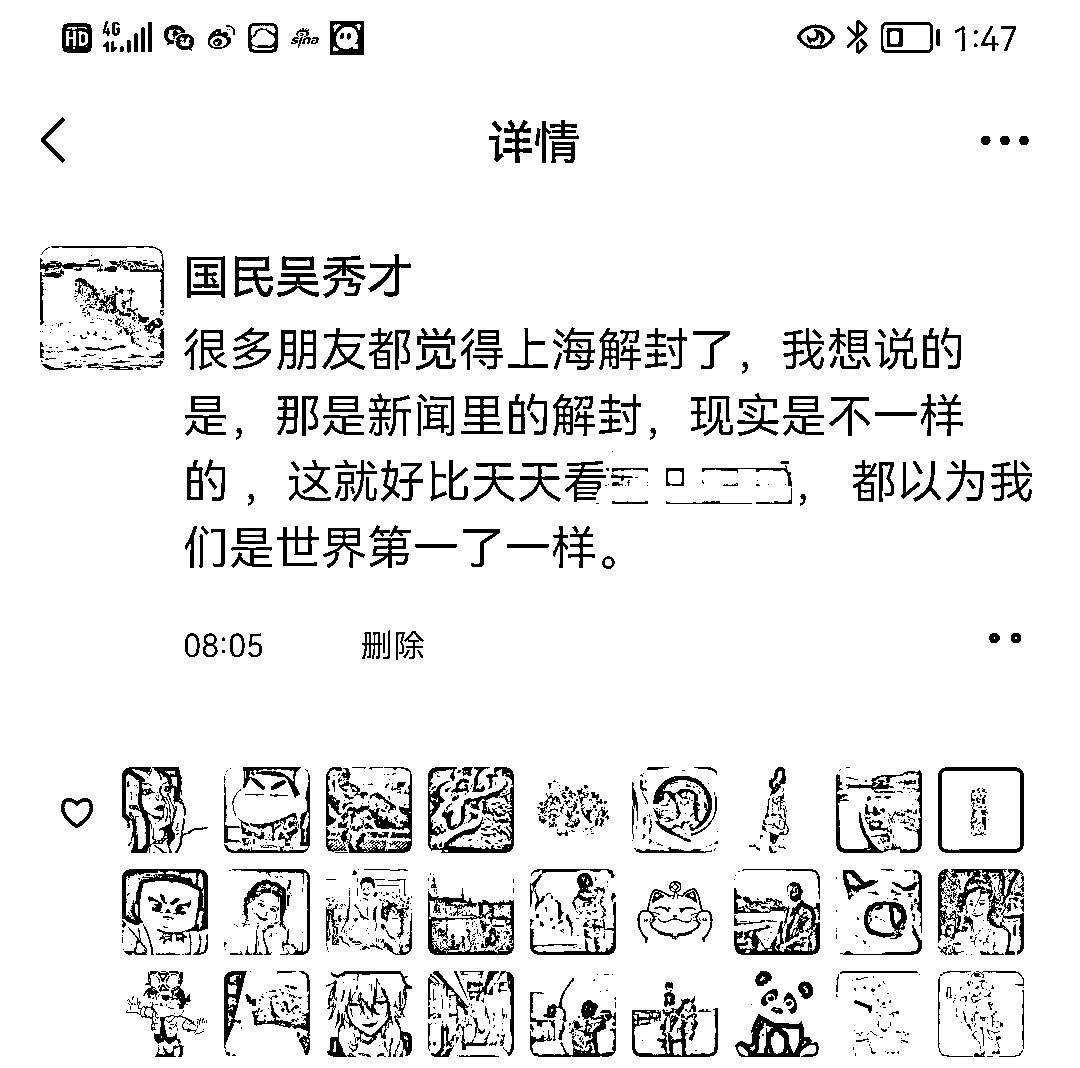 HD 4G sina 1:47
详情
国民吴秀才
很多朋友都觉得上海解封了，我想说的
是，那是新闻里的解封，现实是不一样
的，这就好比天天看，都以为我
们是世界第一了一样。
08:05 删除